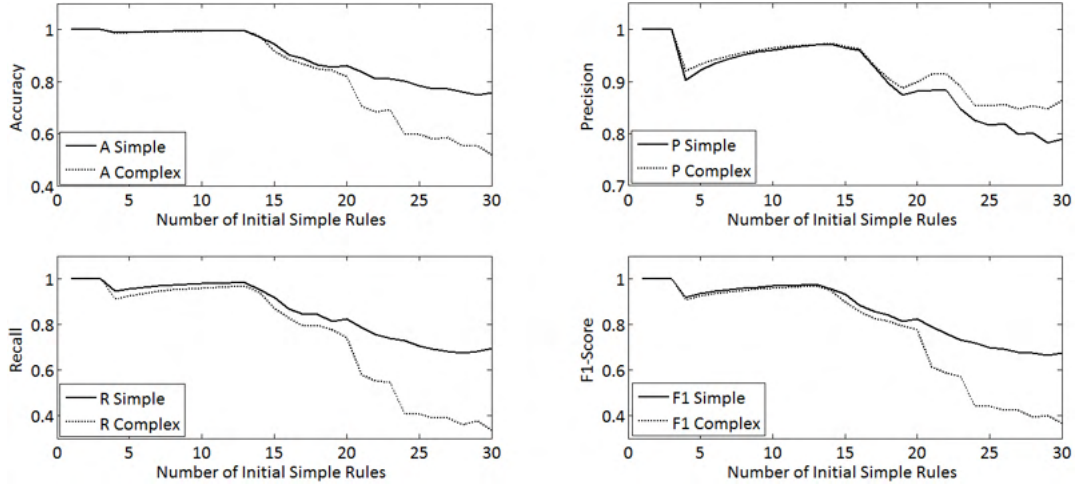 Accuracy
1
0.8
0.6
0.4
A Simple
A Complex
0 5 10 15 20 25 30
Number of Initial Simple Rules
Precision
1
0.9
0.8
0.7
P Simple
P Complex
0 5 10 15 20 25 30
Number of Initial Simple Rules
Recall
1
0.8
0.6
0.4
R Simple
R Complex
0 5 10 15 20 25 30
Number of Initial Simple Rules
F1-Score
1
0.8
0.6
0.4
F1 Simple
F1 Complex
0 5 10 15 20 25 30
Number of Initial Simple Rules